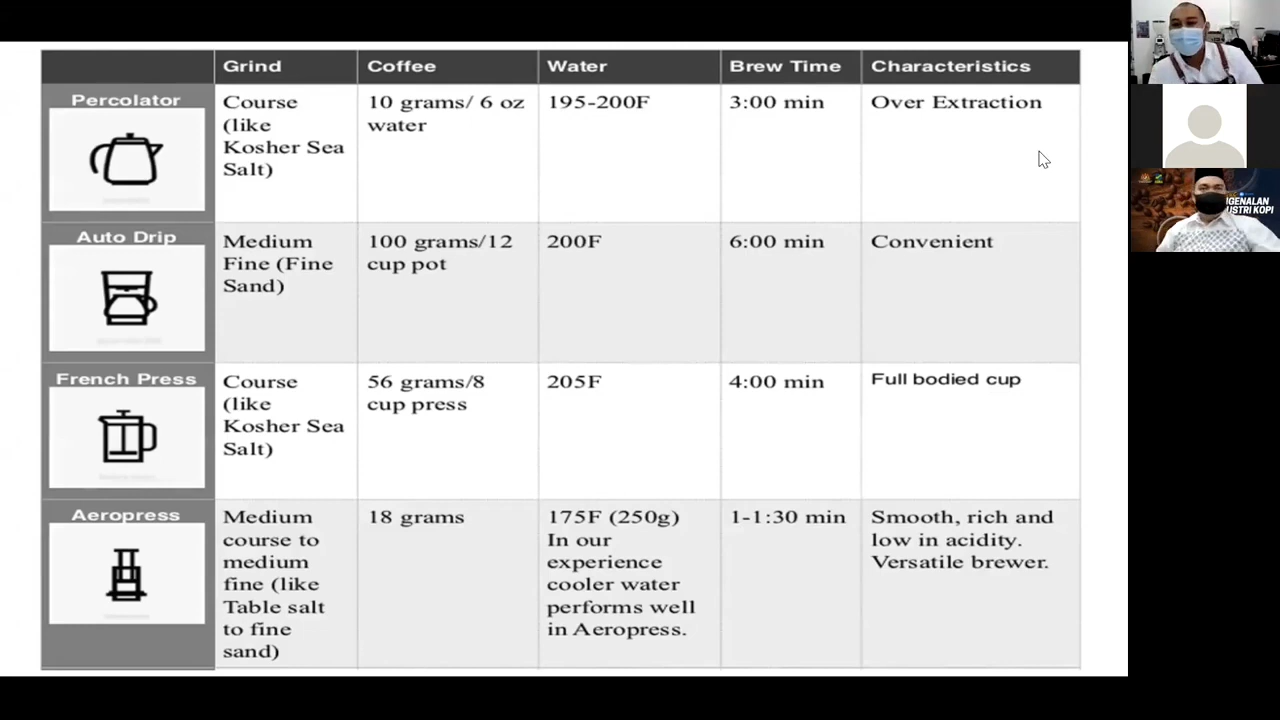 Grind Coffee Water Brew Time Characteristics
Percolator
Course
(like
Kosher Sea
Salt)
10 grams/ 6 oz
water
195-200F
3:00 min
Over Extraction
Auto Drip
Medium
Fine (Fine
Sand)
100 grams/12
cup pot
200F
6:00 min
Convenient
French Press
Course
(like
Kosher Sea
Salt)
56 grams/8
cup press
205F
4:00 min
Full bodied cup
Aeropress
Medium
course to
medium
fine (like
Table salt
to fine
sand)
18 grams
175F (250g)
In our
experience
cooler water
performs well
in Aeropress.
1-1:30 min
Smooth, rich and
low in acidity.
Versatile brewer.
GENALAN
USTRI KOPI